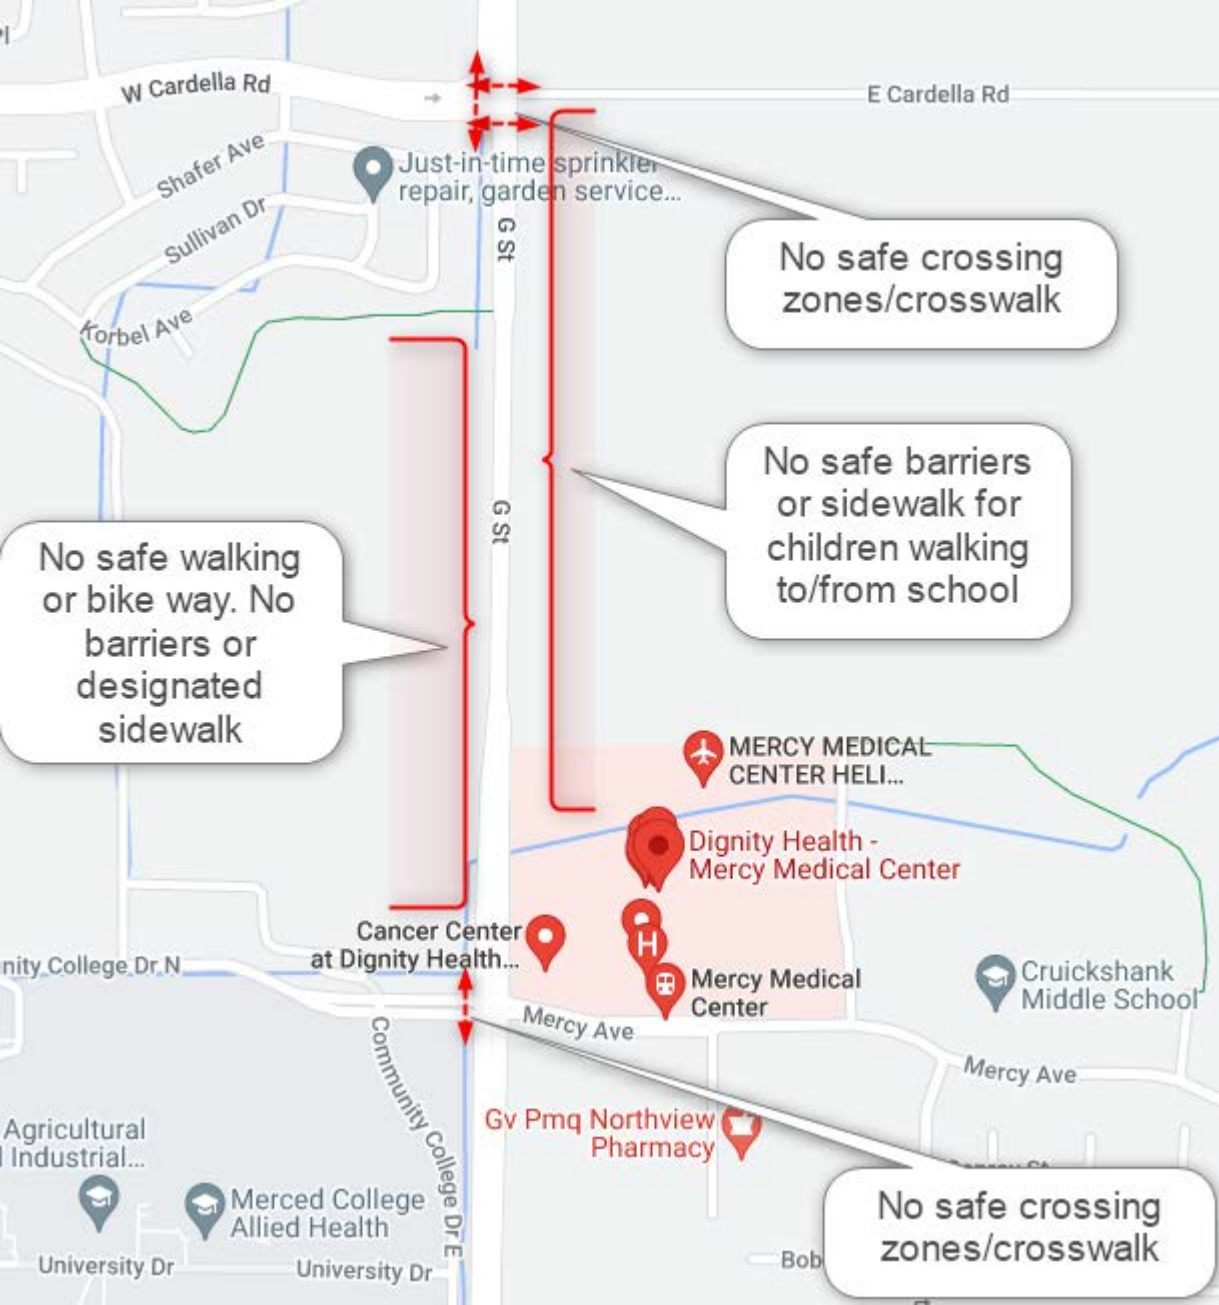 Pl
W Cardella Rd
E Cardella Rd
Shafer Ave
Just-in-time sprinkler
repair, garden service...
Sullivan Dr
G St
No safe crossing
zones/crosswalk
Korbel Ave
No safe barriers
or sidewalk for
children walking
to/from school
G St
No safe walking
or bike way. No
barriers or
designated
sidewalk
MERCY MEDICAL
CENTER HELI...
Dignity Health -
Mercy Medical Center
Cancer Center
at Dignity Health...
H
nity College Dr N
Mercy Medical
Center
Cruickshank
Middle School
Mercy Ave
Mercy Ave
Community College Dr E
Gv Pmq Northview
Pharmacy
Agricultural
l Industrial...
No safe crossing
zones/crosswalk
Merced College
Allied Health
University Dr
University Dr
Bob